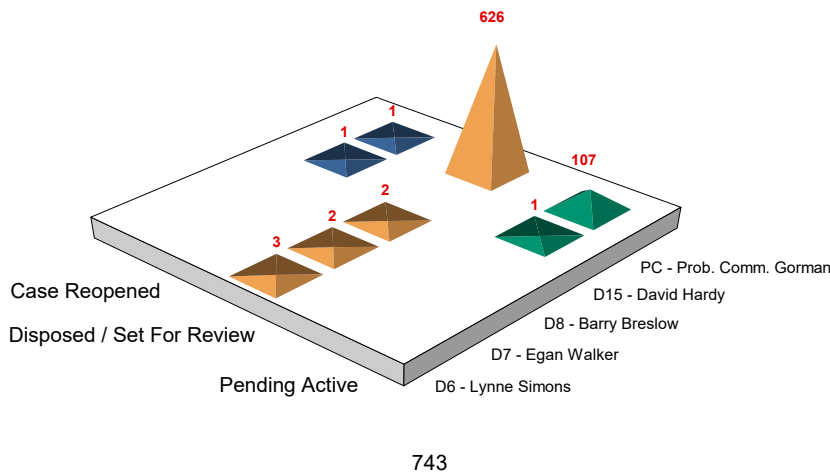 626
1
1
107
2
1
2
3
PC - Prob. Comm. Gorman
Case Reopened
D15 - David Hardy
D8 - Barry Breslow
Disposed / Set For Review
D7 - Egan Walker
Pending Active
D6 - Lynne Simons
743